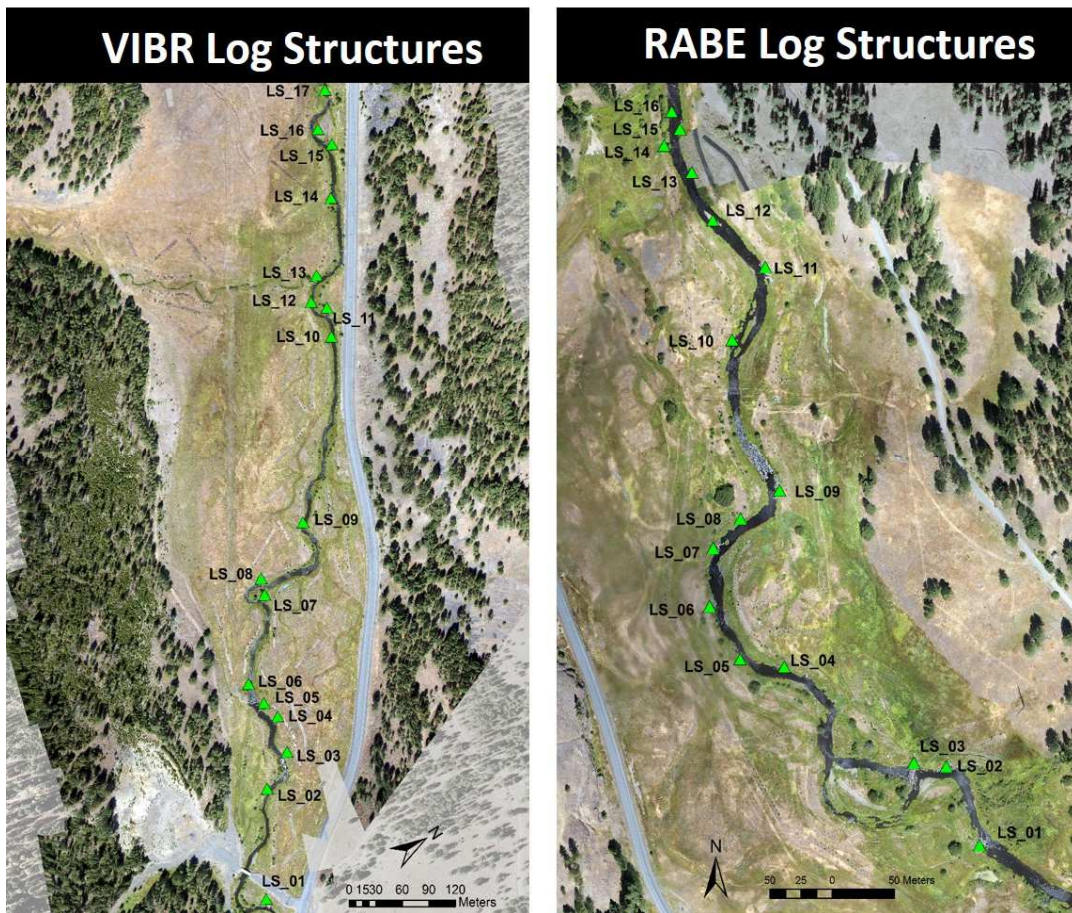 VIBR Log Structures
LS_17
LS_16
LS_15
LS_14
LS_13
LS_12
LS_11
LS_10
LS_09
LS_08
LS_07
LS_06
LS_05
LS_04
LS_03
LS_02
LS_01
N
0 15 30 60 90 120
Meters
RABE Log Structures
LS_16
LS_15
LS_14
LS_13
LS_12
LS_11
LS_10
LS_09
LS_08
LS_07
LS_06
LS_05
LS_04
LS_03
LS_02
LS_01
N
50 25 0 50 Meters